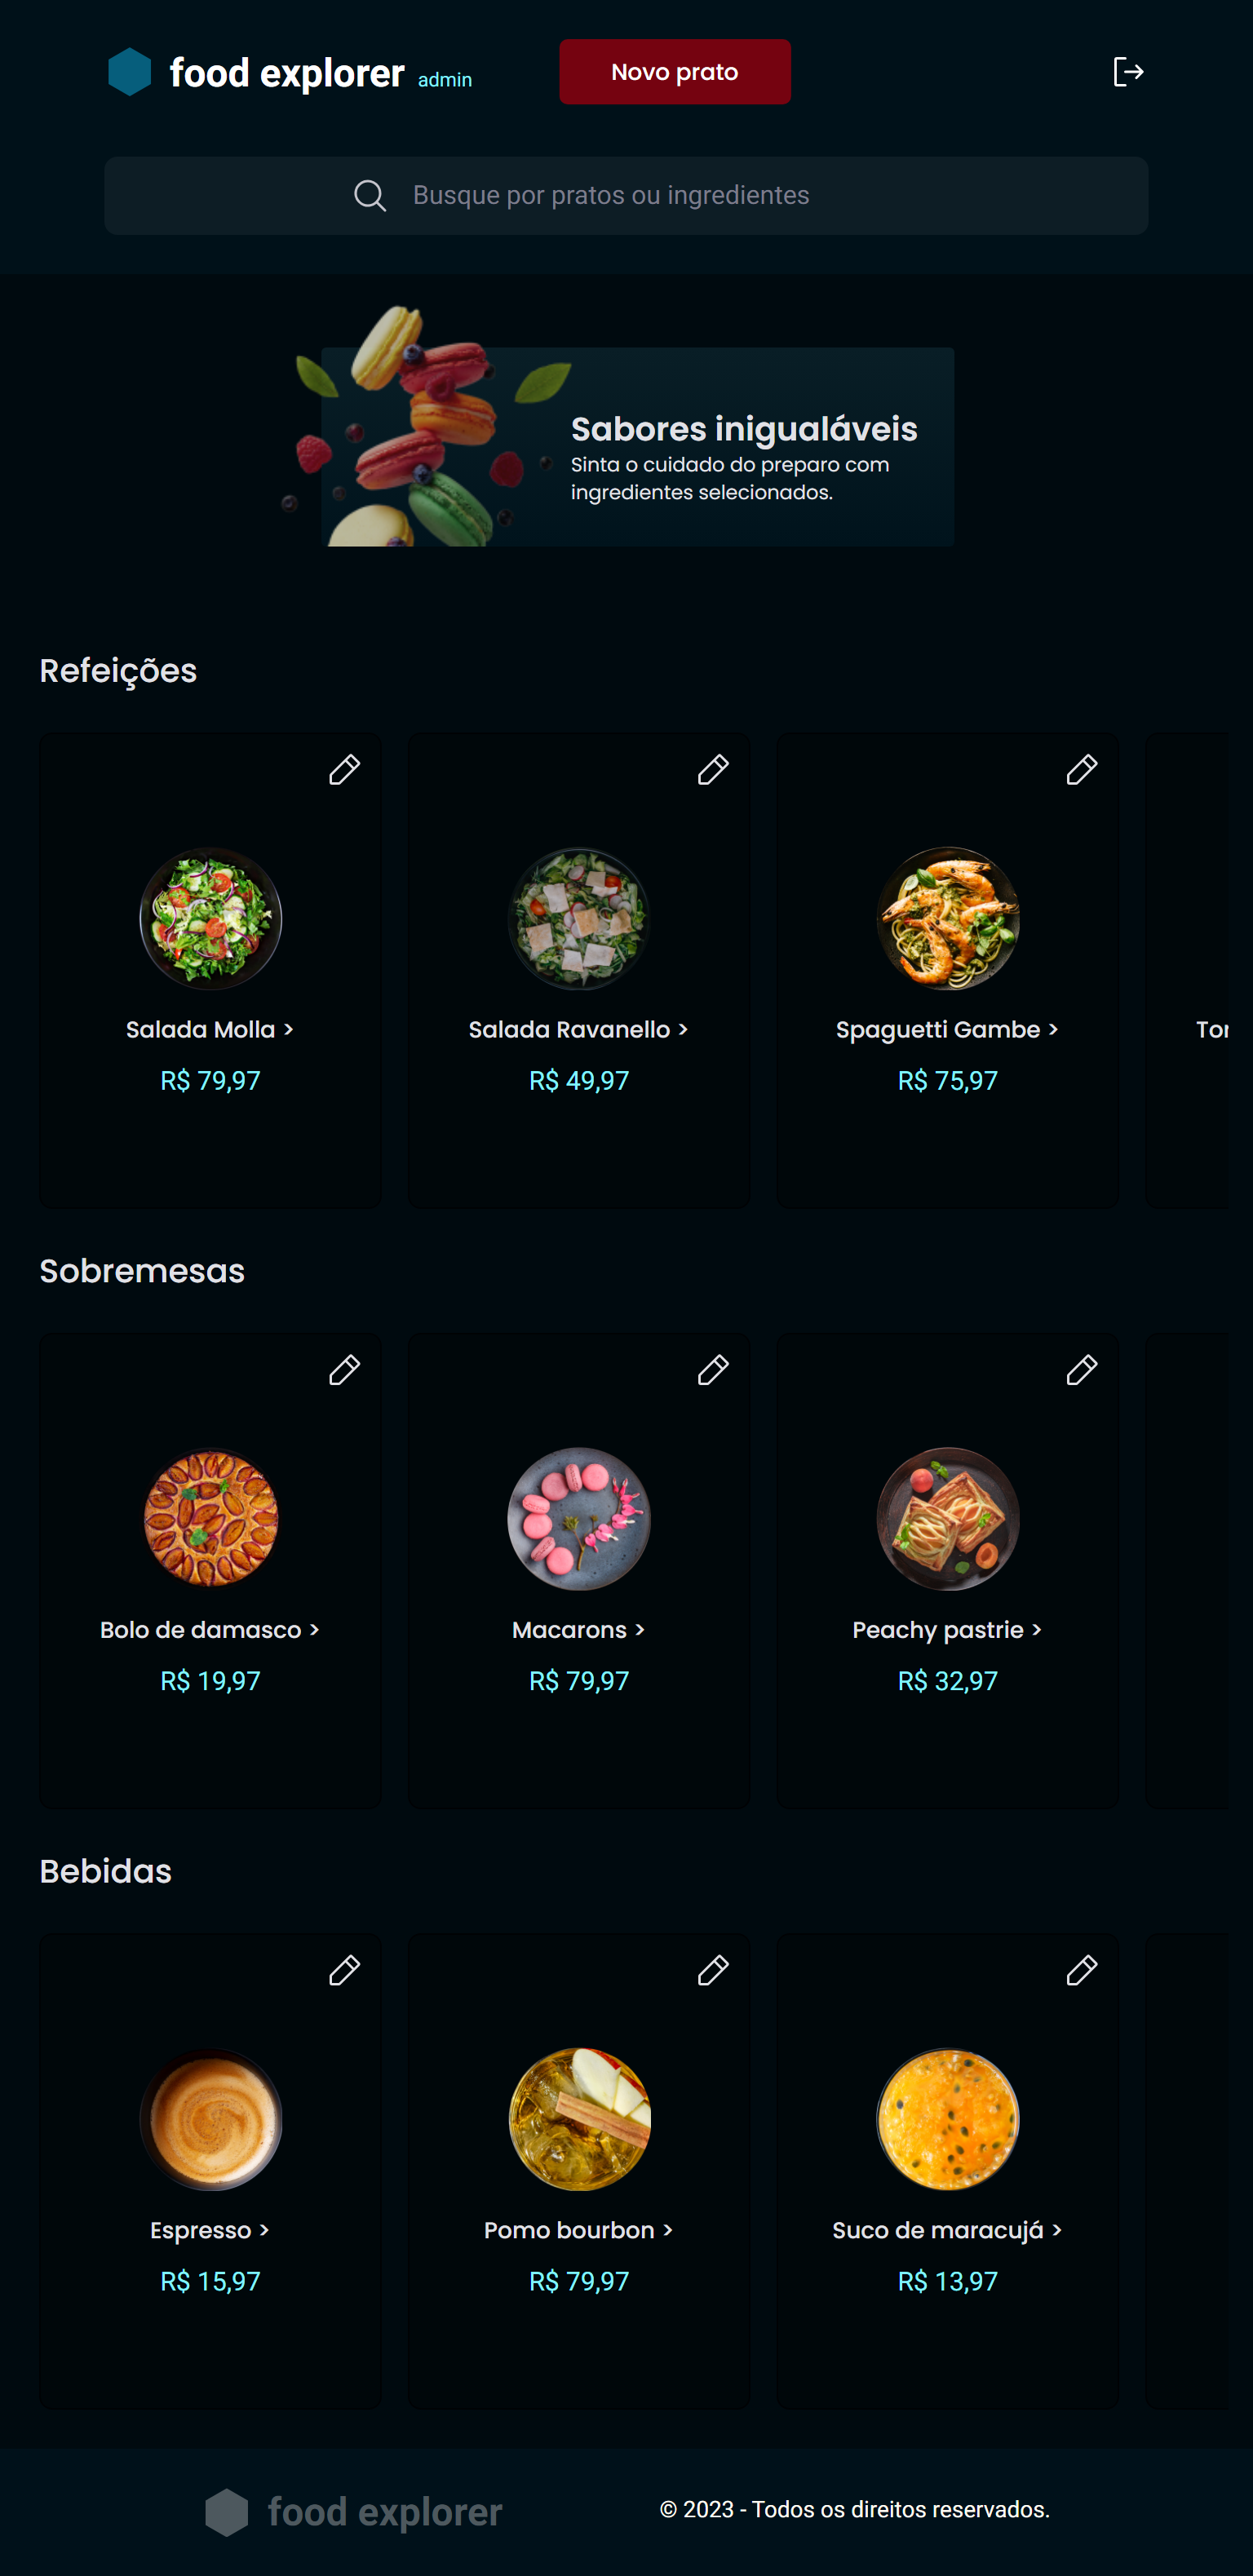 food explorer admin
Novo prato
Busque por pratos ou ingredientes
Sabores inigualáveis
Sinta o cuidado do preparo com
ingredientes selecionados.
Refeições
Salada Molla >
R$ 79,97
Salada Ravanello >
R$ 49,97
Spaguetti Gambe >
R$ 75,97
Sobremesas
Bolo de damasco >
R$ 19,97
Macarons >
R$ 79,97
Peachy pastrie >
R$ 32,97
Bebidas
Espresso >
R$ 15,97
Pomo bourbon >
R$ 79,97
Suco de maracujá >
R$ 13,97
food explorer
© 2023 - Todos os direitos reservados.